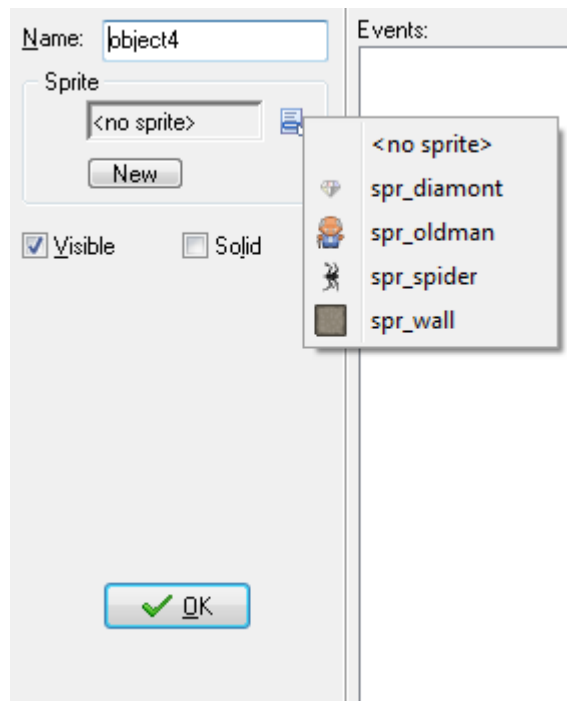 Name: object4
Events:
Sprite
<no sprite>
New
<no sprite>
spr_diamont
spr_oldman
spr_spider
spr_wall
Visible
Solid
OK